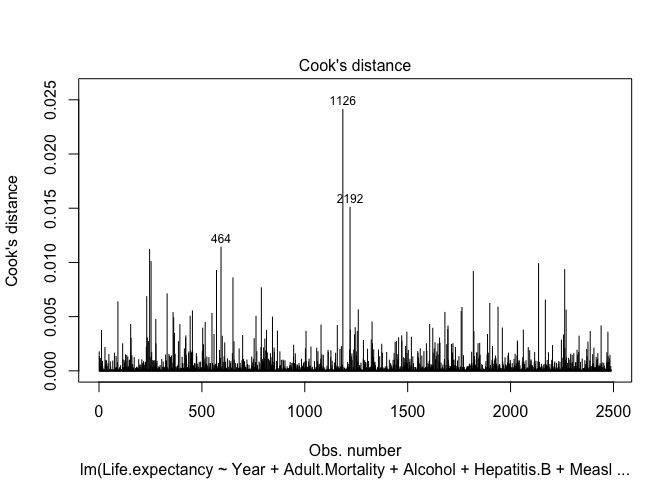 Cook's distance
Cook's distance
0.025
0.020
0.015
0.010
0.005
0.000
1126
2192
464
0 500 1000 1500 2000 2500
Obs. number
lm(Life.expectancy ~ Year + Adult.Mortality + Alcohol + Hepatitis.B + Measl ...